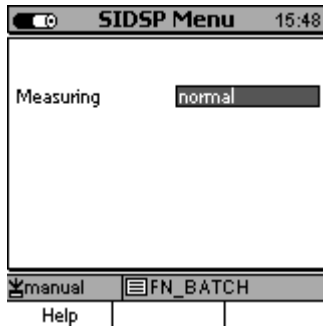 SIDSP Menu 15:48
Measuring normal
manual FN_BATCH
Help